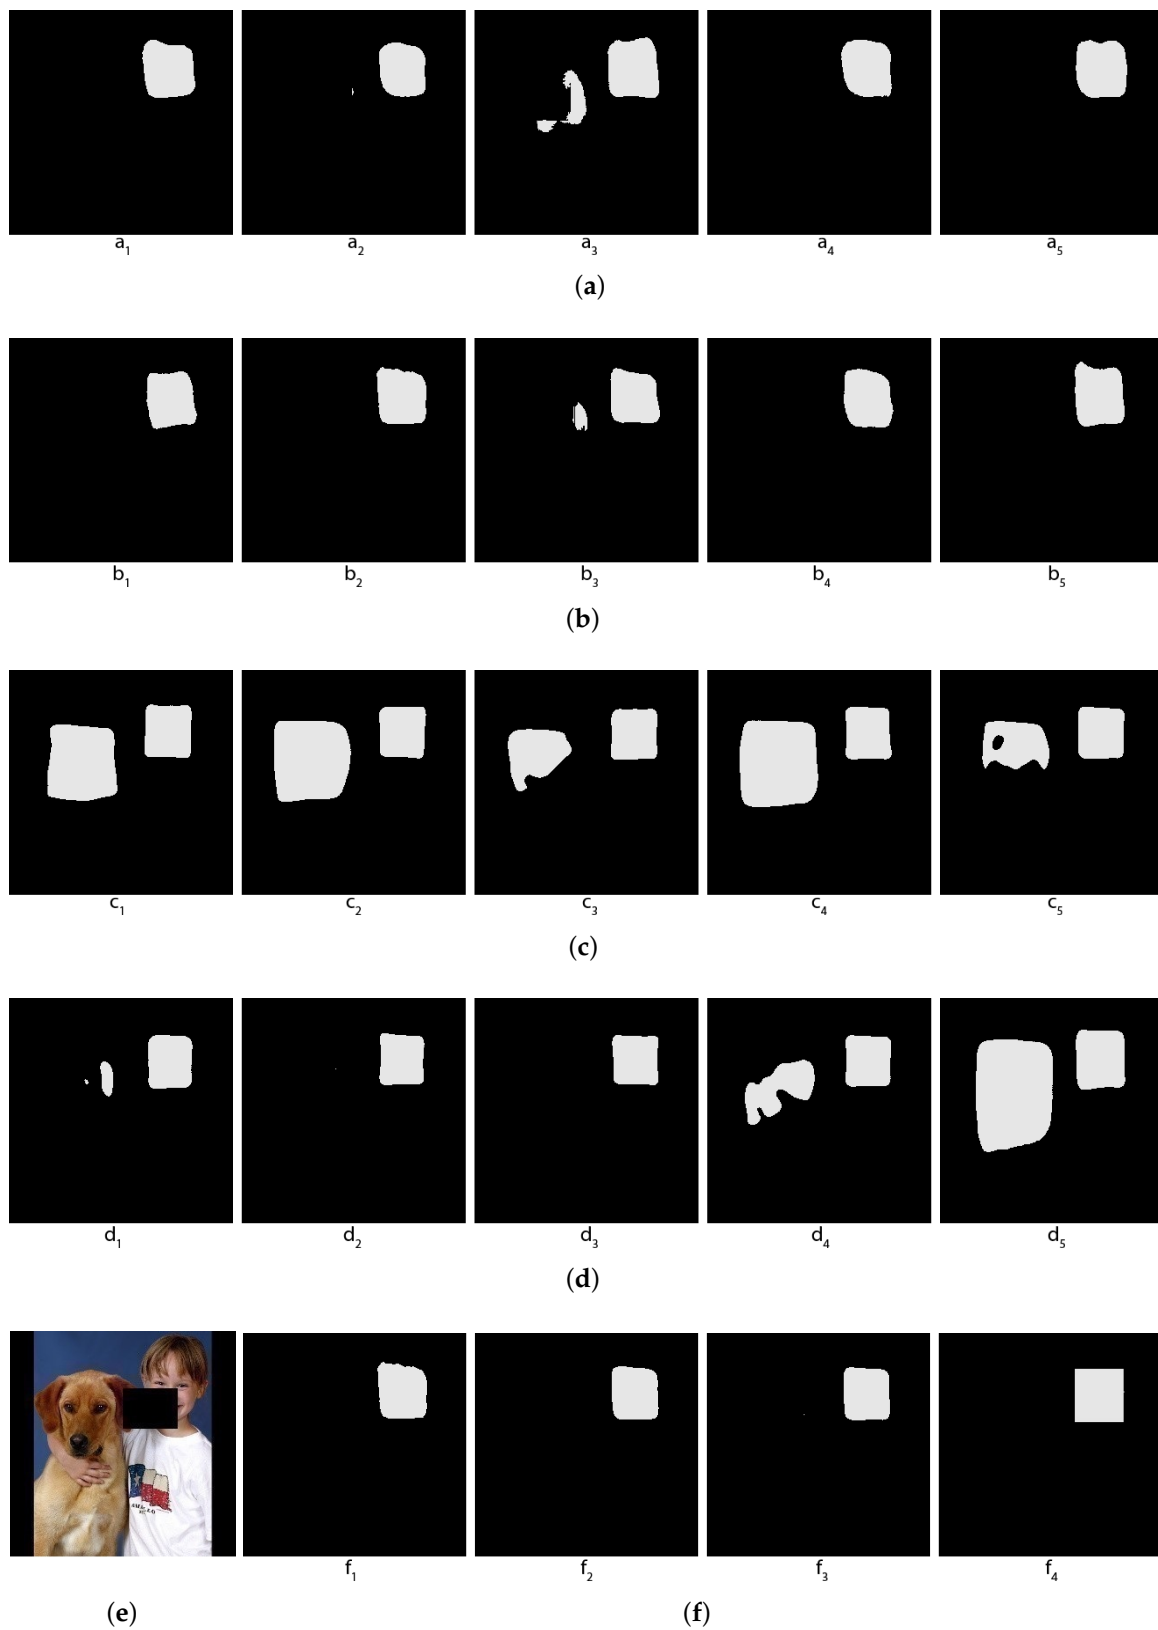 a1 a2 a3 a4 a5
(a)
b1 b2 b3 b4 b5
(b)
c1 c2 c3 c4 c5
(c)
d1 d2 d3 d4 d5
(d)
f1 f2 f3 f4
(e) (f)